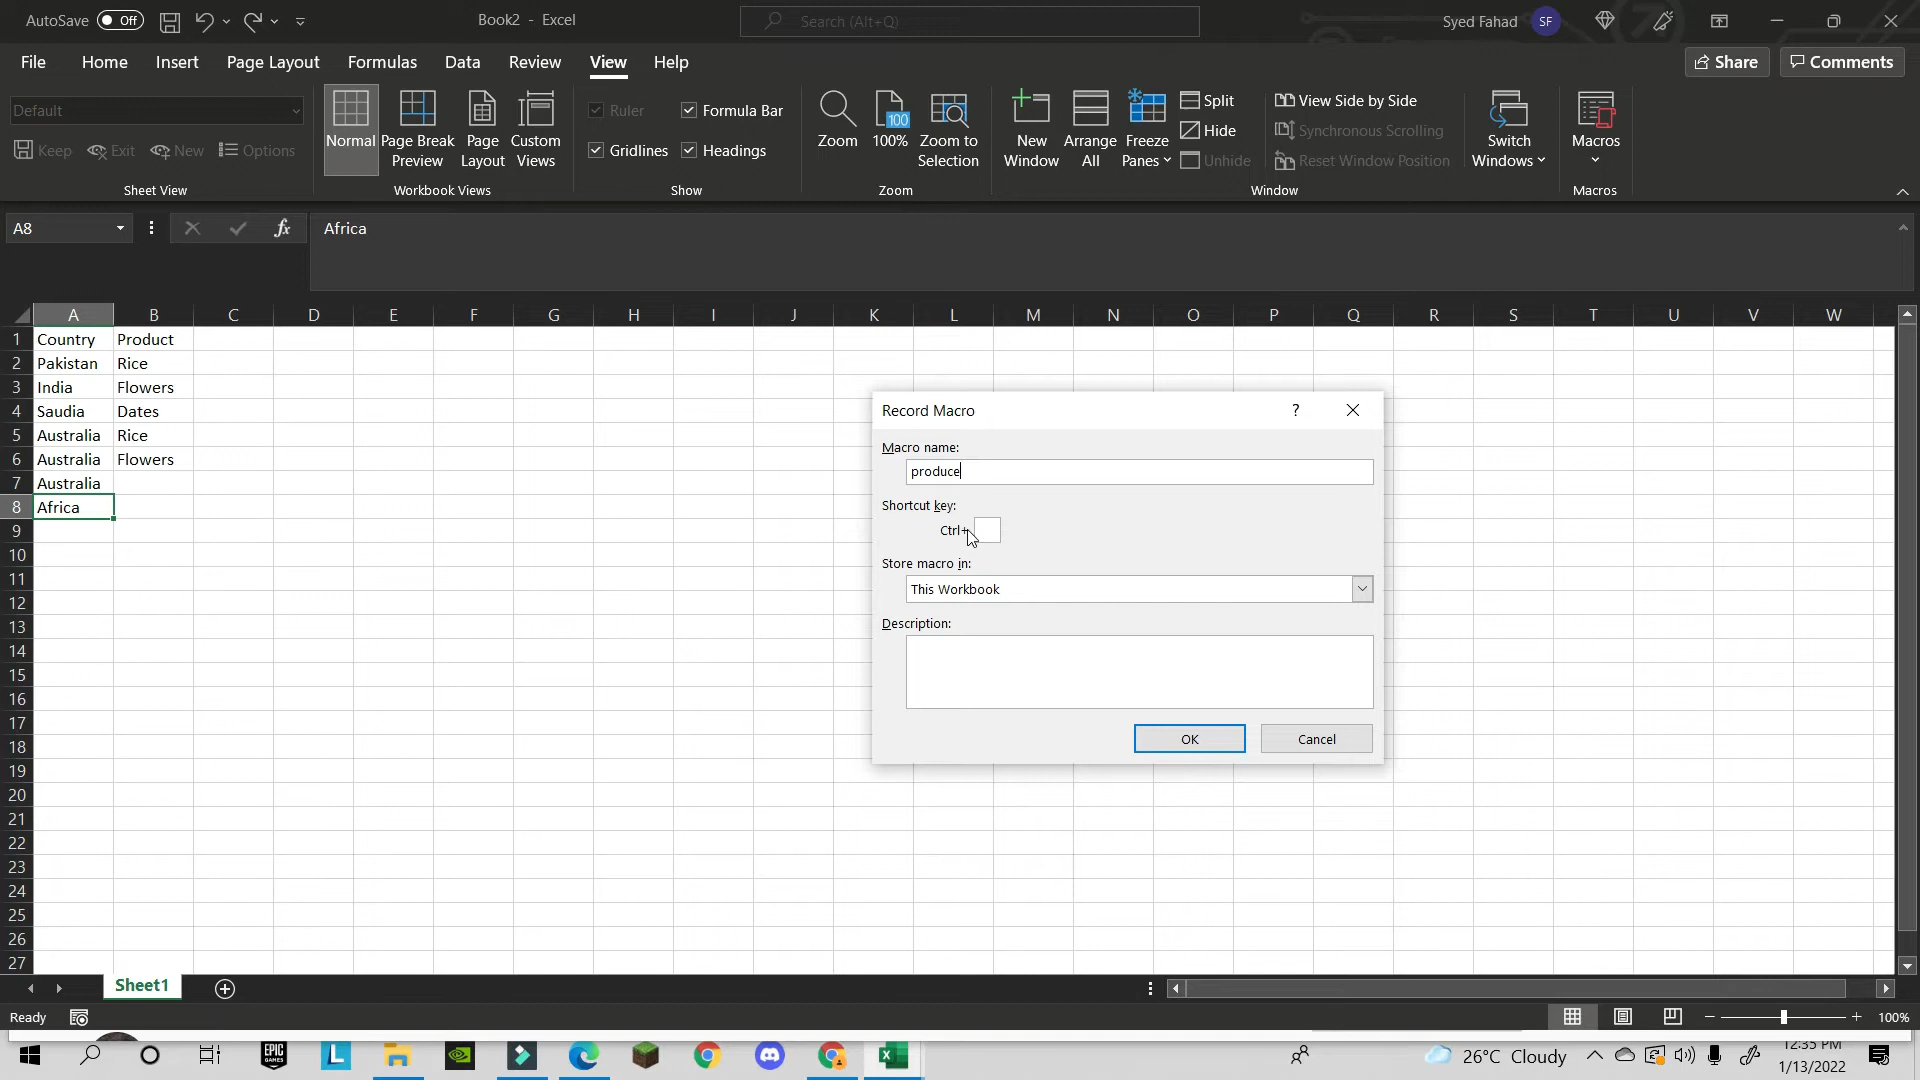 AutoSave Off Book2 - Excel Search (Alt+Q) Syed Fahad SF
File Home Insert Page Layout Formulas Data Review View Help Share Comments
Default
Keep Exit New Options
Sheet View
Normal Page Break Preview Page Layout Custom Views
Workbook Views
Ruler Formula Bar
Gridlines Headings
Show
Zoom 100 100% Zoom to Selection
Zoom
New Window Arrange All Freeze Panes
Split
Hide
Unhide
View Side by Side
Synchronous Scrolling
Reset Window Position
Switch Windows
Window
Macros
Macros
A8 fx Africa
A B C D E F G H I J K L M N O P Q R S T U V W
1 Country Product
2 Pakistan Rice
3 India Flowers
4 Saudia Dates
5 Australia Rice
6 Australia Flowers
7 Australia
8 Africa
9
10
11
12
13
14
15
16
17
18
19
20
21
22
23
24
25
26
27
Record Macro ?
Macro name:
produce
Shortcut key:
Ctrl+
Store macro in:
This Workbook
Description:
OK Cancel
Sheet1
Ready 100%
EPIC GAMES L 26°C Cloudy 12:35 PM
1/13/2022